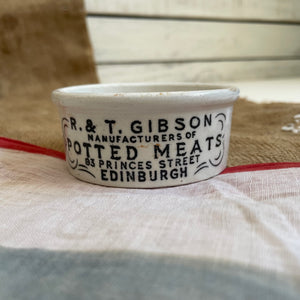 R. & T. GIBSON
MANUFACTURERS OF
POTTED MEATS
83 PRINCES STREET
EDINBURGH